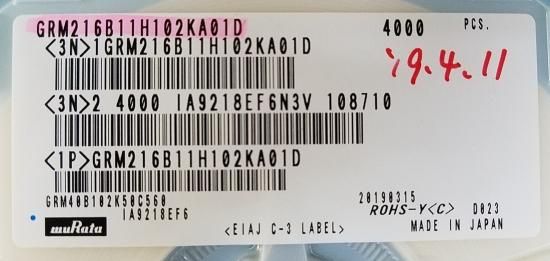 GRM216B11H102KA01D 4000 PCS.
<3N>1GRM216B11H102KA01D
'19.4.11
<3N>2 4000 IA9218EF6N3V 108710
<1P>GRM216B11H102KA01D
GRM40B102K50C560 20190315
IA9218EF6 ROHS-Y<C> D023
muRata <EIAJ C-3 LABEL> MADE IN JAPAN